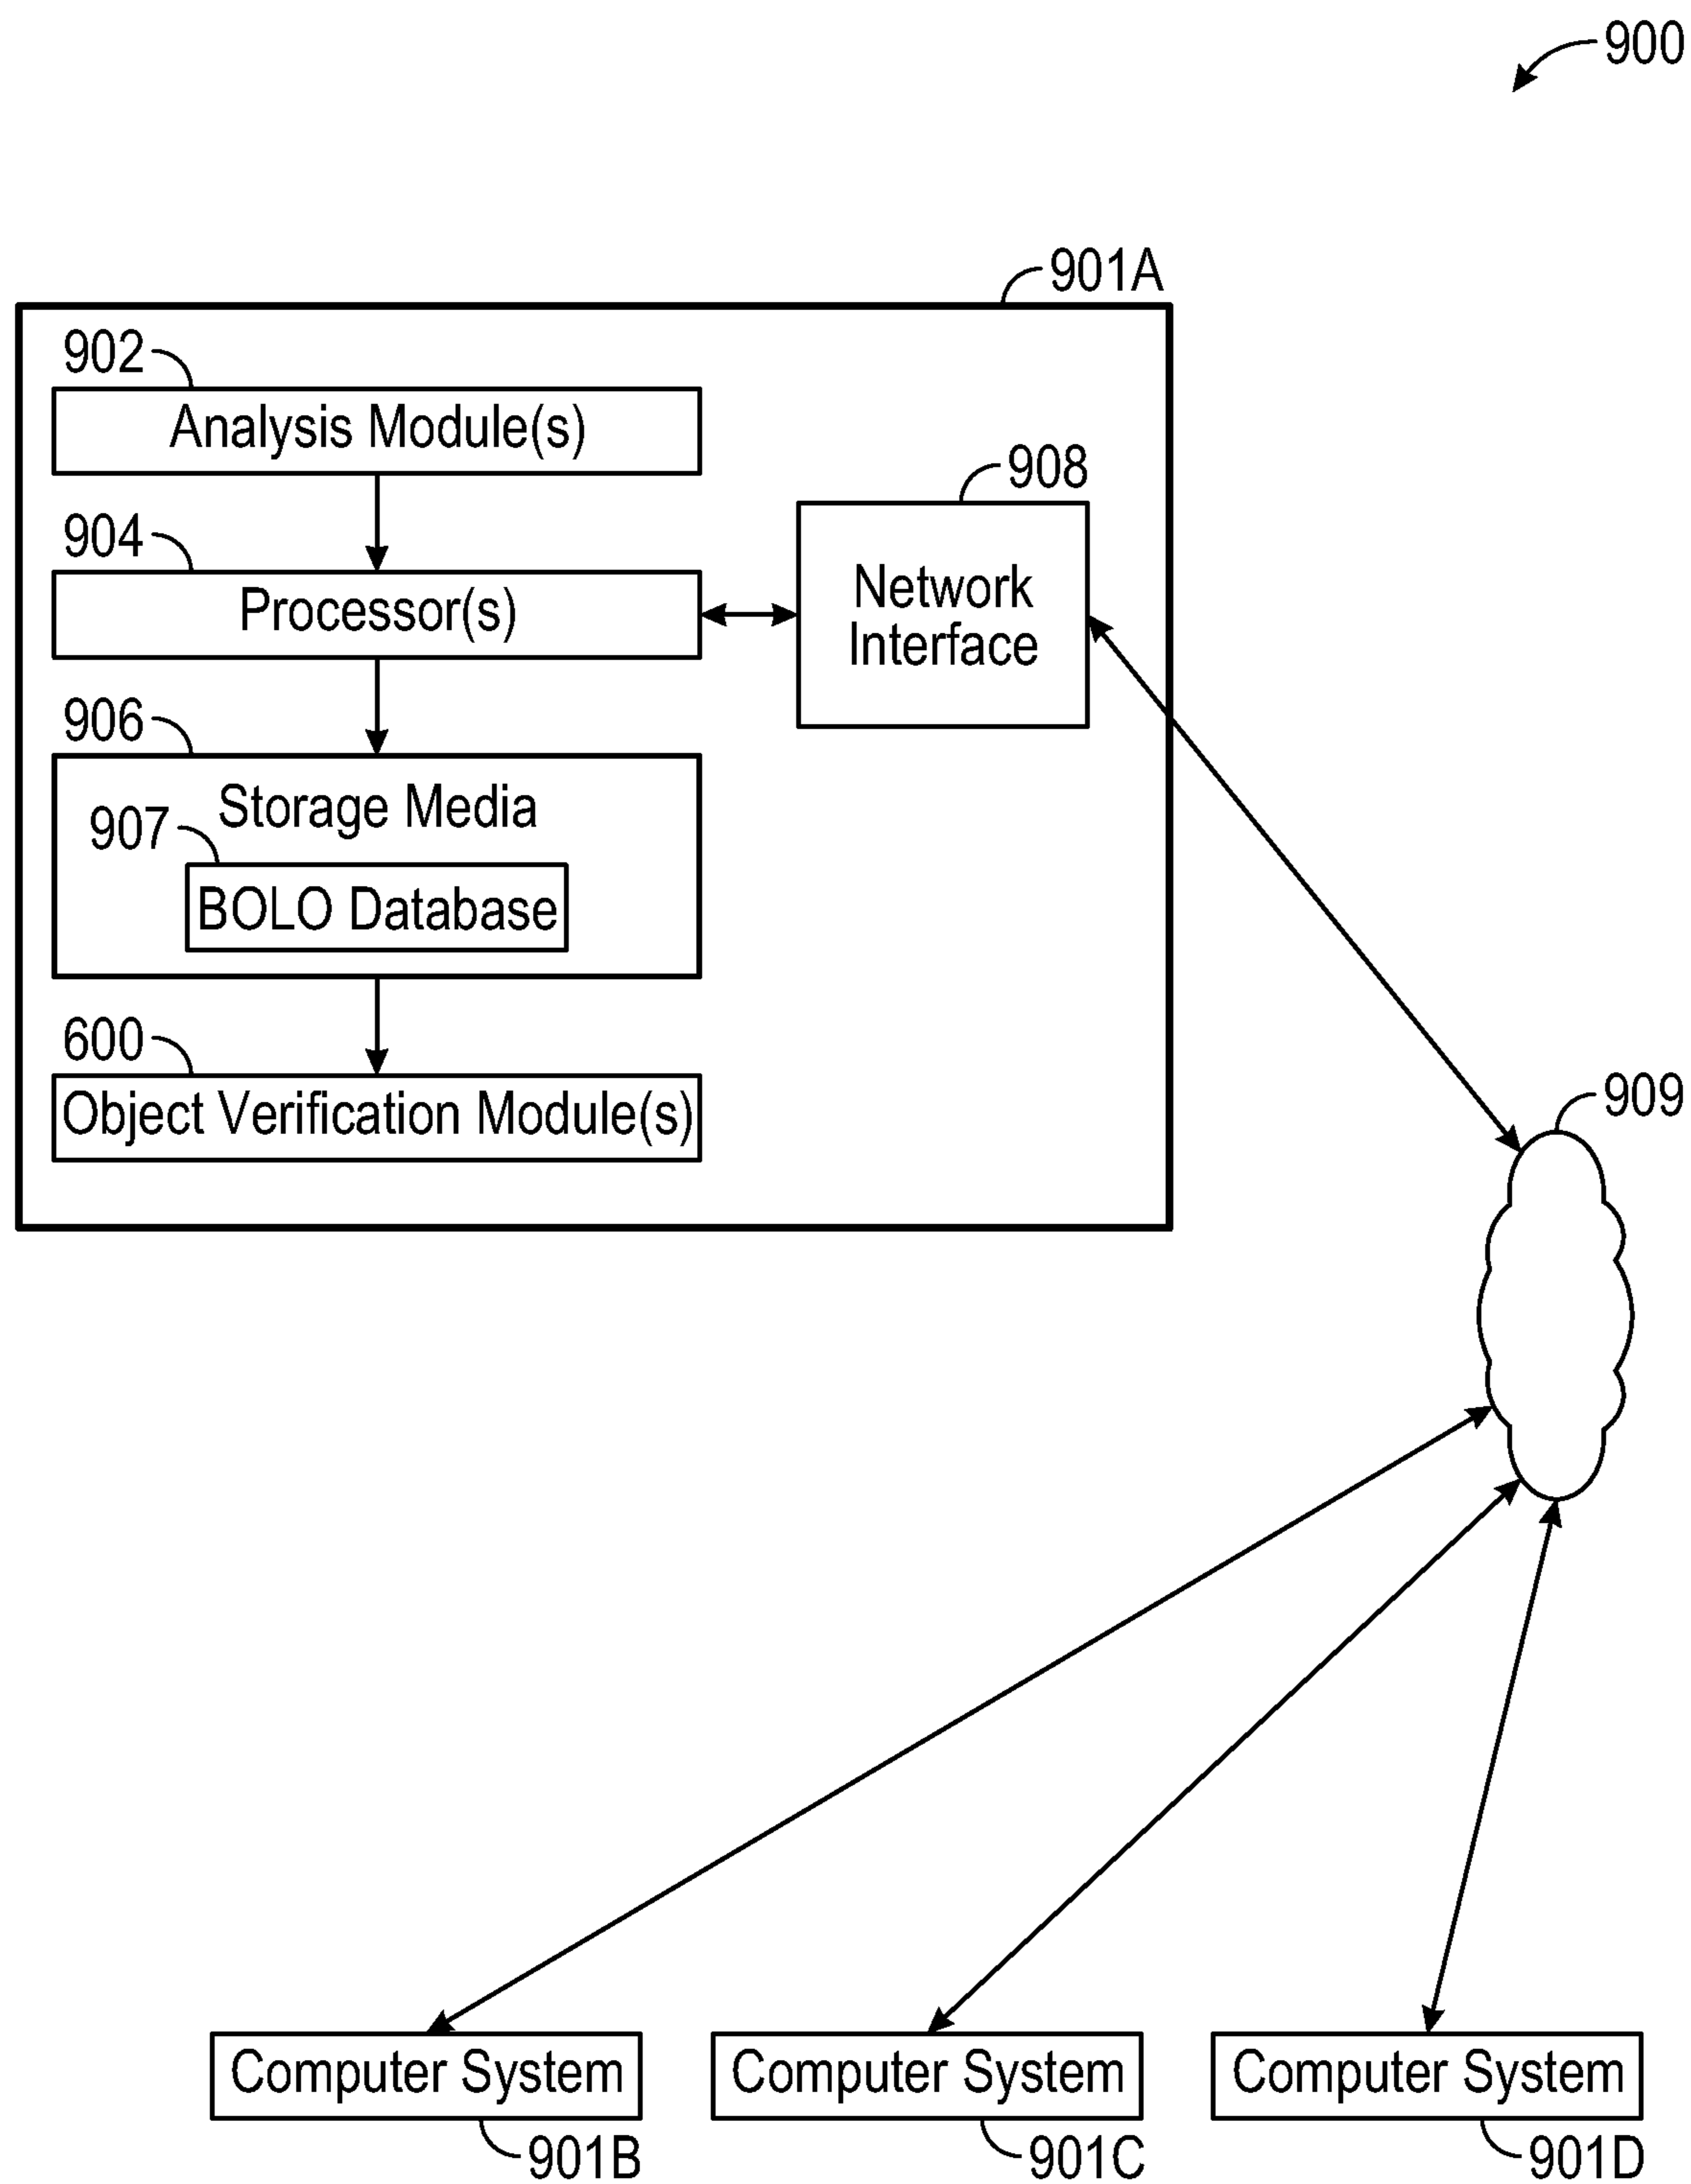 900
901A
902
Analysis Module(s)
908
904
Processor(s)
Network
Interface
906
Storage Media
907
BOLO Database
600
Object Verification Module(s)
909
Computer System
Computer System
Computer System
901B
901C
901D